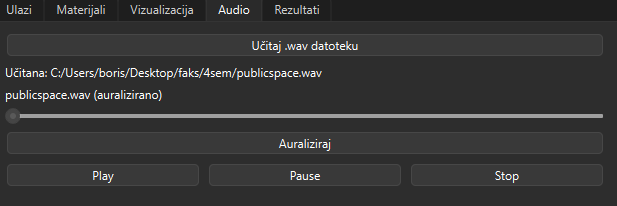 Ulazi Materijali Vizualizacija Audio Rezultati
Učitaj .wav datoteku
Učitana: C:/Users/boris/Desktop/faks/4sem/publicspace.wav
publicspace.wav (auralizirano)
Auraliziraj
Play Pause Stop